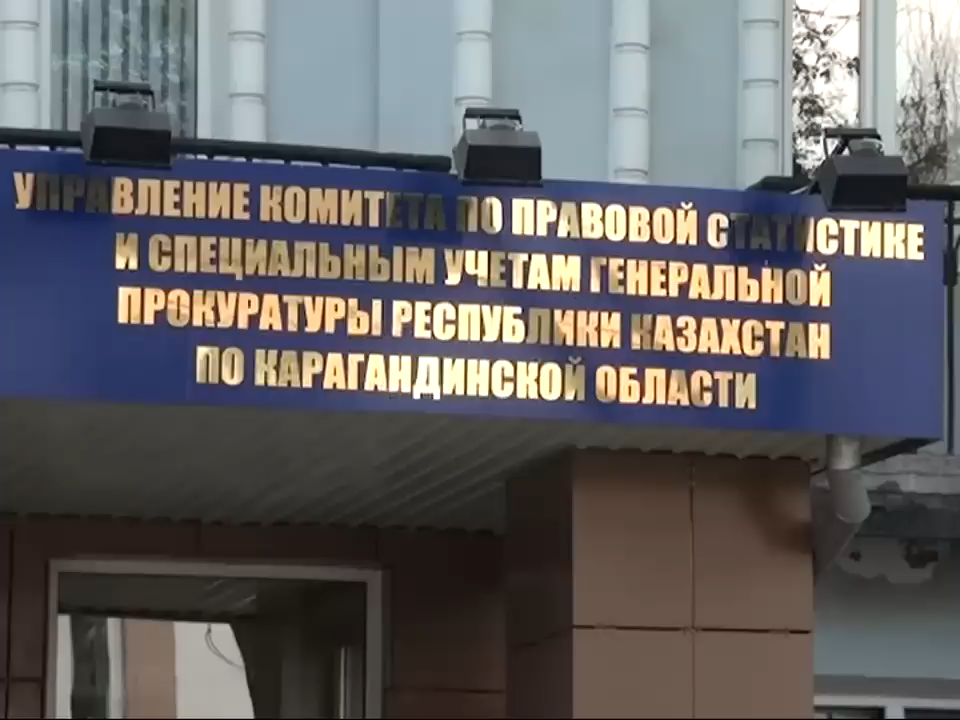 УПРАВЛЕНИЕ КОМИТЕТА ПО ПРАВОВОЙ СТАТИСТИКЕ
И СПЕЦИАЛЬНЫМ УЧЕТАМ ГЕНЕРАЛЬНОЙ
ПРОКУРАТУРЫ РЕСПУБЛИКИ КАЗАХСТАН
ПО КАРАГАНДИНСКОЙ ОБЛАСТИ